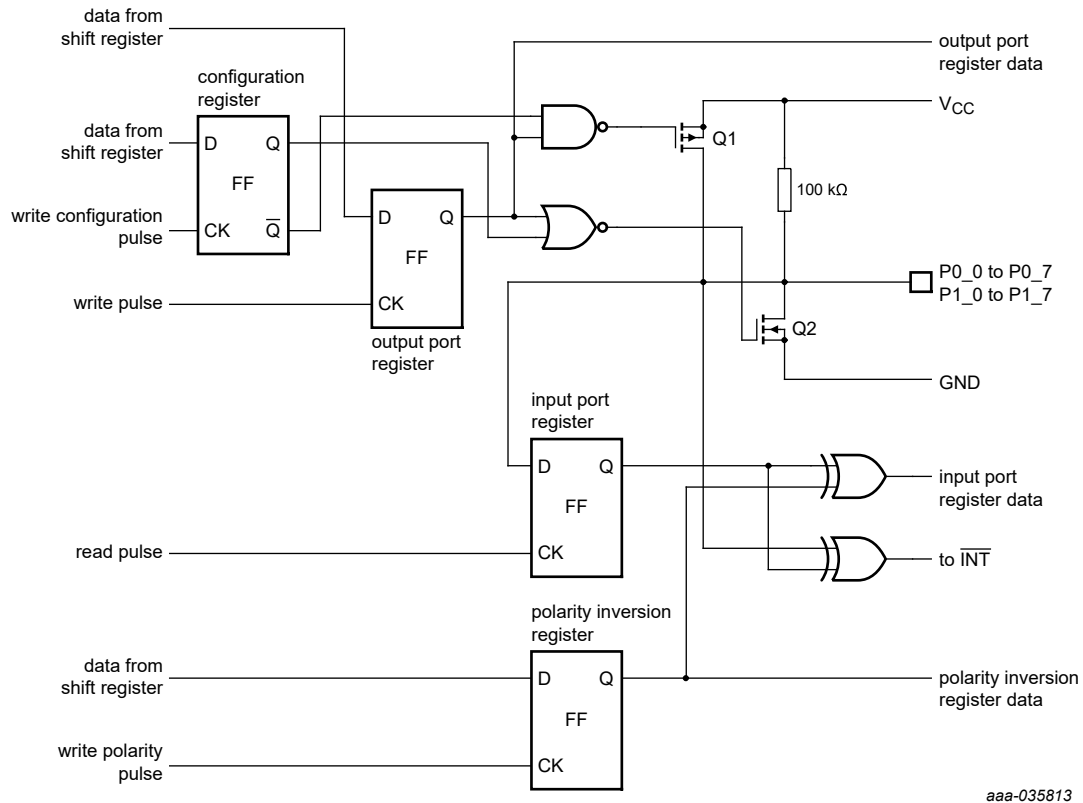 data from
shift register
output port
register data
configuration
register
V_CC
data from
shift register
D
Q
Q1
FF
100 kΩ
D
Q
write configuration
pulse
CK
Q̅
FF
P0_0 to P0_7
P1_0 to P1_7
write pulse
CK
Q2
output port
register
GND
input port
register
D
Q
input port
register data
FF
read pulse
CK
to I̅N̅T̅
polarity inversion
register
data from
shift register
D
Q
polarity inversion
register data
FF
write polarity
pulse
CK
aaa-035813